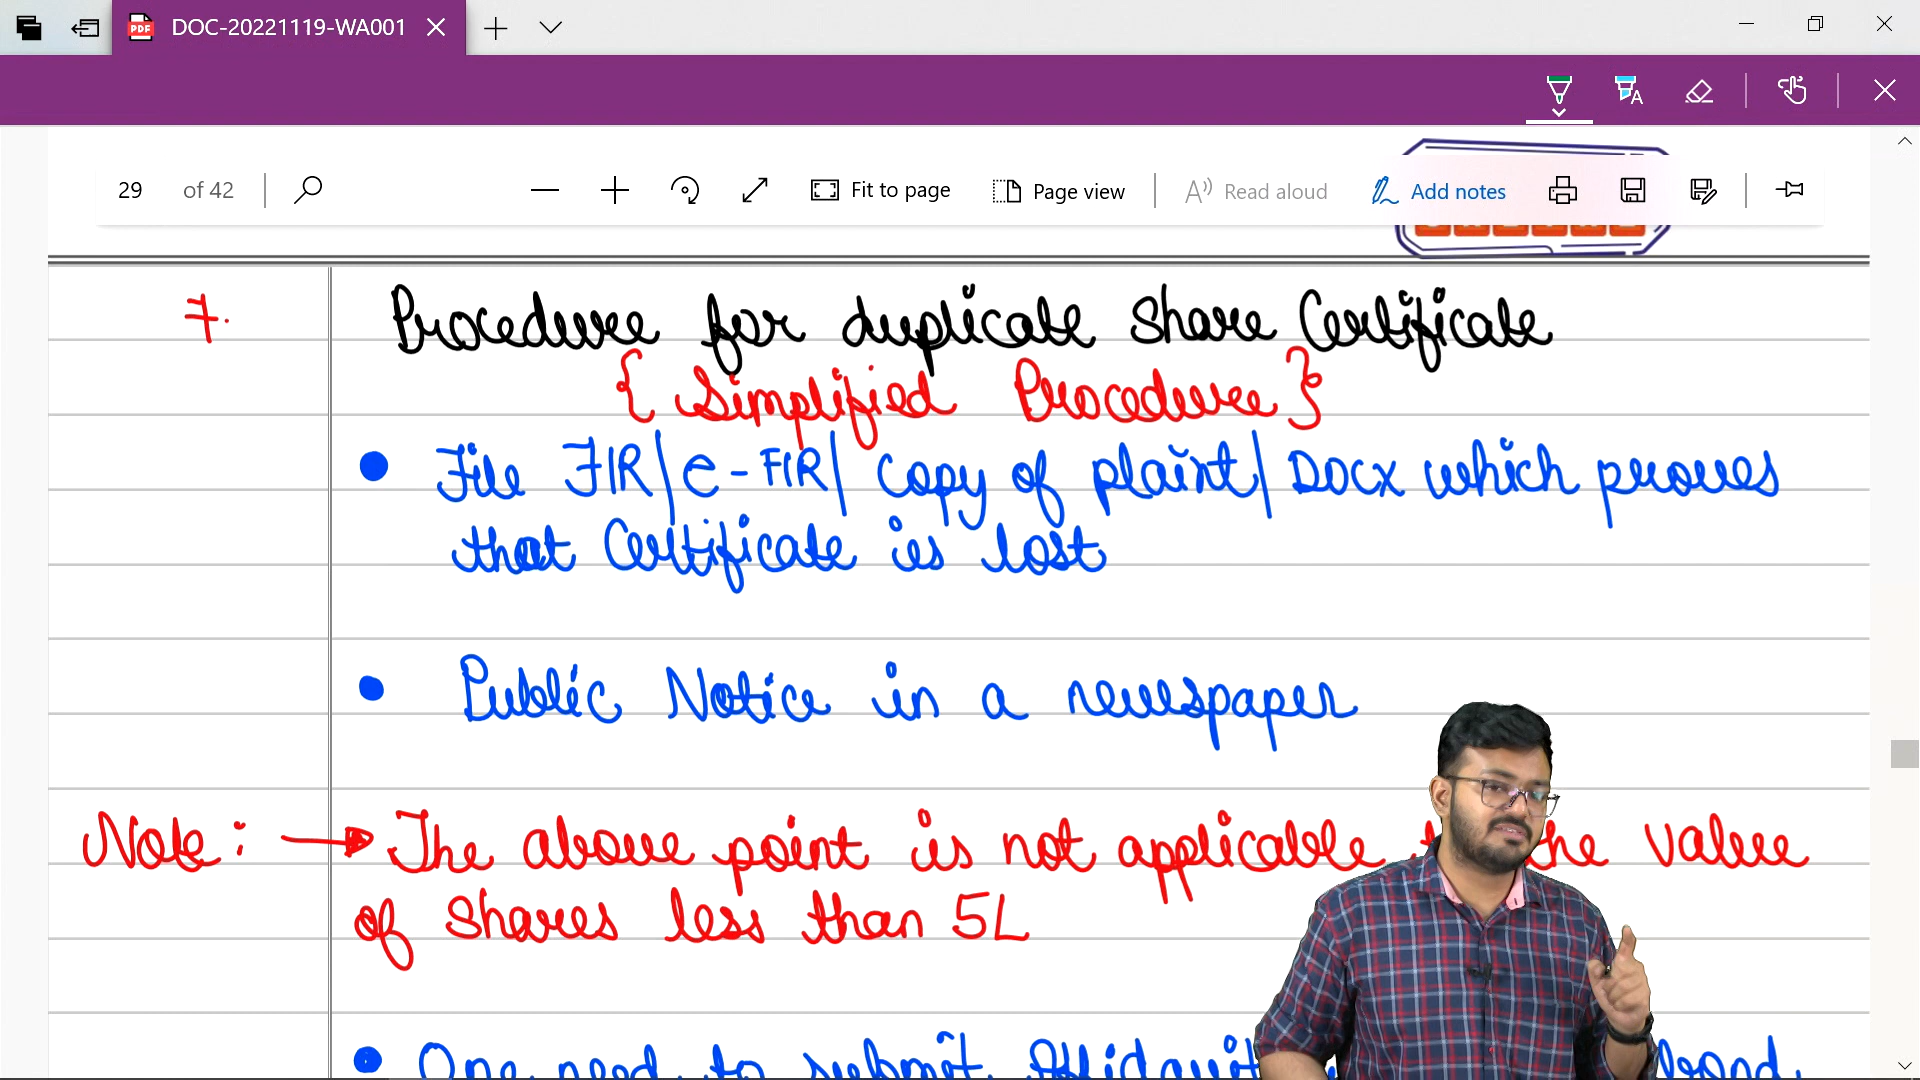 DOC-20221119-WA001
29 of 42
Fit to page
Page view
Read aloud
Add notes
7. Procedure for duplicate share Certificate
{ Simplified Procedure }
• File FIR/e-FIR/ copy of plaint/ Docx which proves
that Certificate is lost
• Public Notice in a newspaper
Note: → The above point is not applicable the value
of shares less than 5L
• One need to submit Affidavit bond